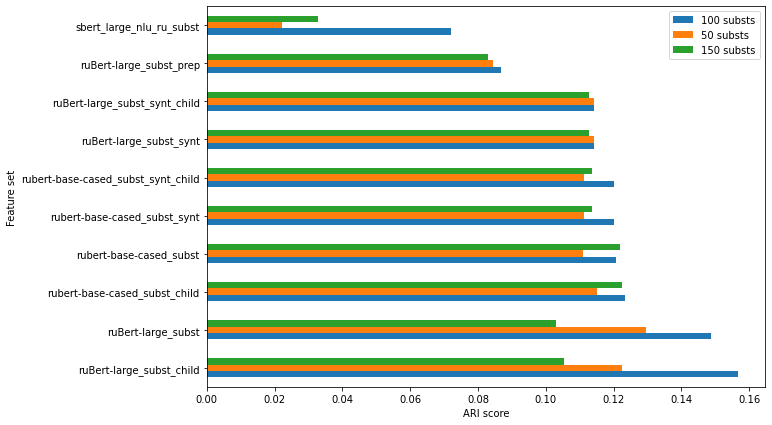 100 substs
50 substs
150 substs
Feature set
sbert_large_nlu_ru_subst
ruBert-large_subst_prep
ruBert-large_subst_synt_child
ruBert-large_subst_synt
rubert-base-cased_subst_synt_child
rubert-base-cased_subst_synt
rubert-base-cased_subst
rubert-base-cased_subst_child
ruBert-large_subst
ruBert-large_subst_child
0.00 0.02 0.04 0.06 0.08 0.10 0.12 0.14 0.16
ARI score